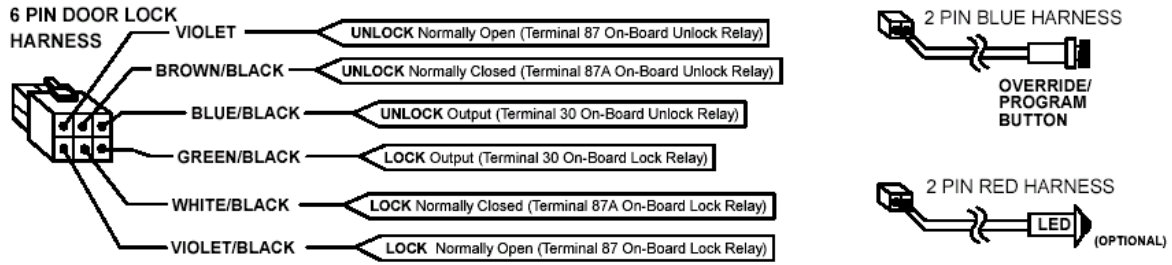 6 PIN DOOR LOCK
HARNESS
VIOLET
UNLOCK Normally Open (Terminal 87 On-Board Unlock Relay)
BROWN/BLACK
UNLOCK Normally Closed (Terminal 87A On-Board Unlock Relay)
BLUE/BLACK
UNLOCK Output (Terminal 30 On-Board Unlock Relay)
GREEN/BLACK
LOCK Output (Terminal 30 On-Board Lock Relay)
WHITE/BLACK
LOCK Normally Closed (Terminal 87A On-Board Lock Relay)
VIOLET/BLACK
LOCK Normally Open (Terminal 87 On-Board Lock Relay)
2 PIN BLUE HARNESS
OVERRIDE/
PROGRAM
BUTTON
2 PIN RED HARNESS
LED
(OPTIONAL)